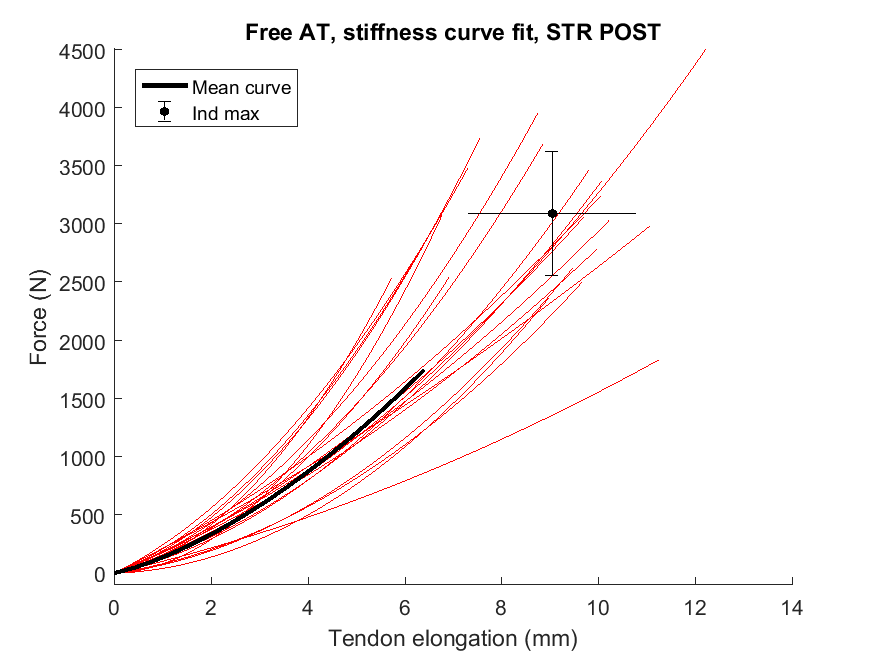 Free AT, stiffness curve fit, STR POST
Mean curve
Ind max
Force (N)
4500
4000
3500
3000
2500
2000
1500
1000
500
0
0 2 4 6 8 10 12 14
Tendon elongation (mm)